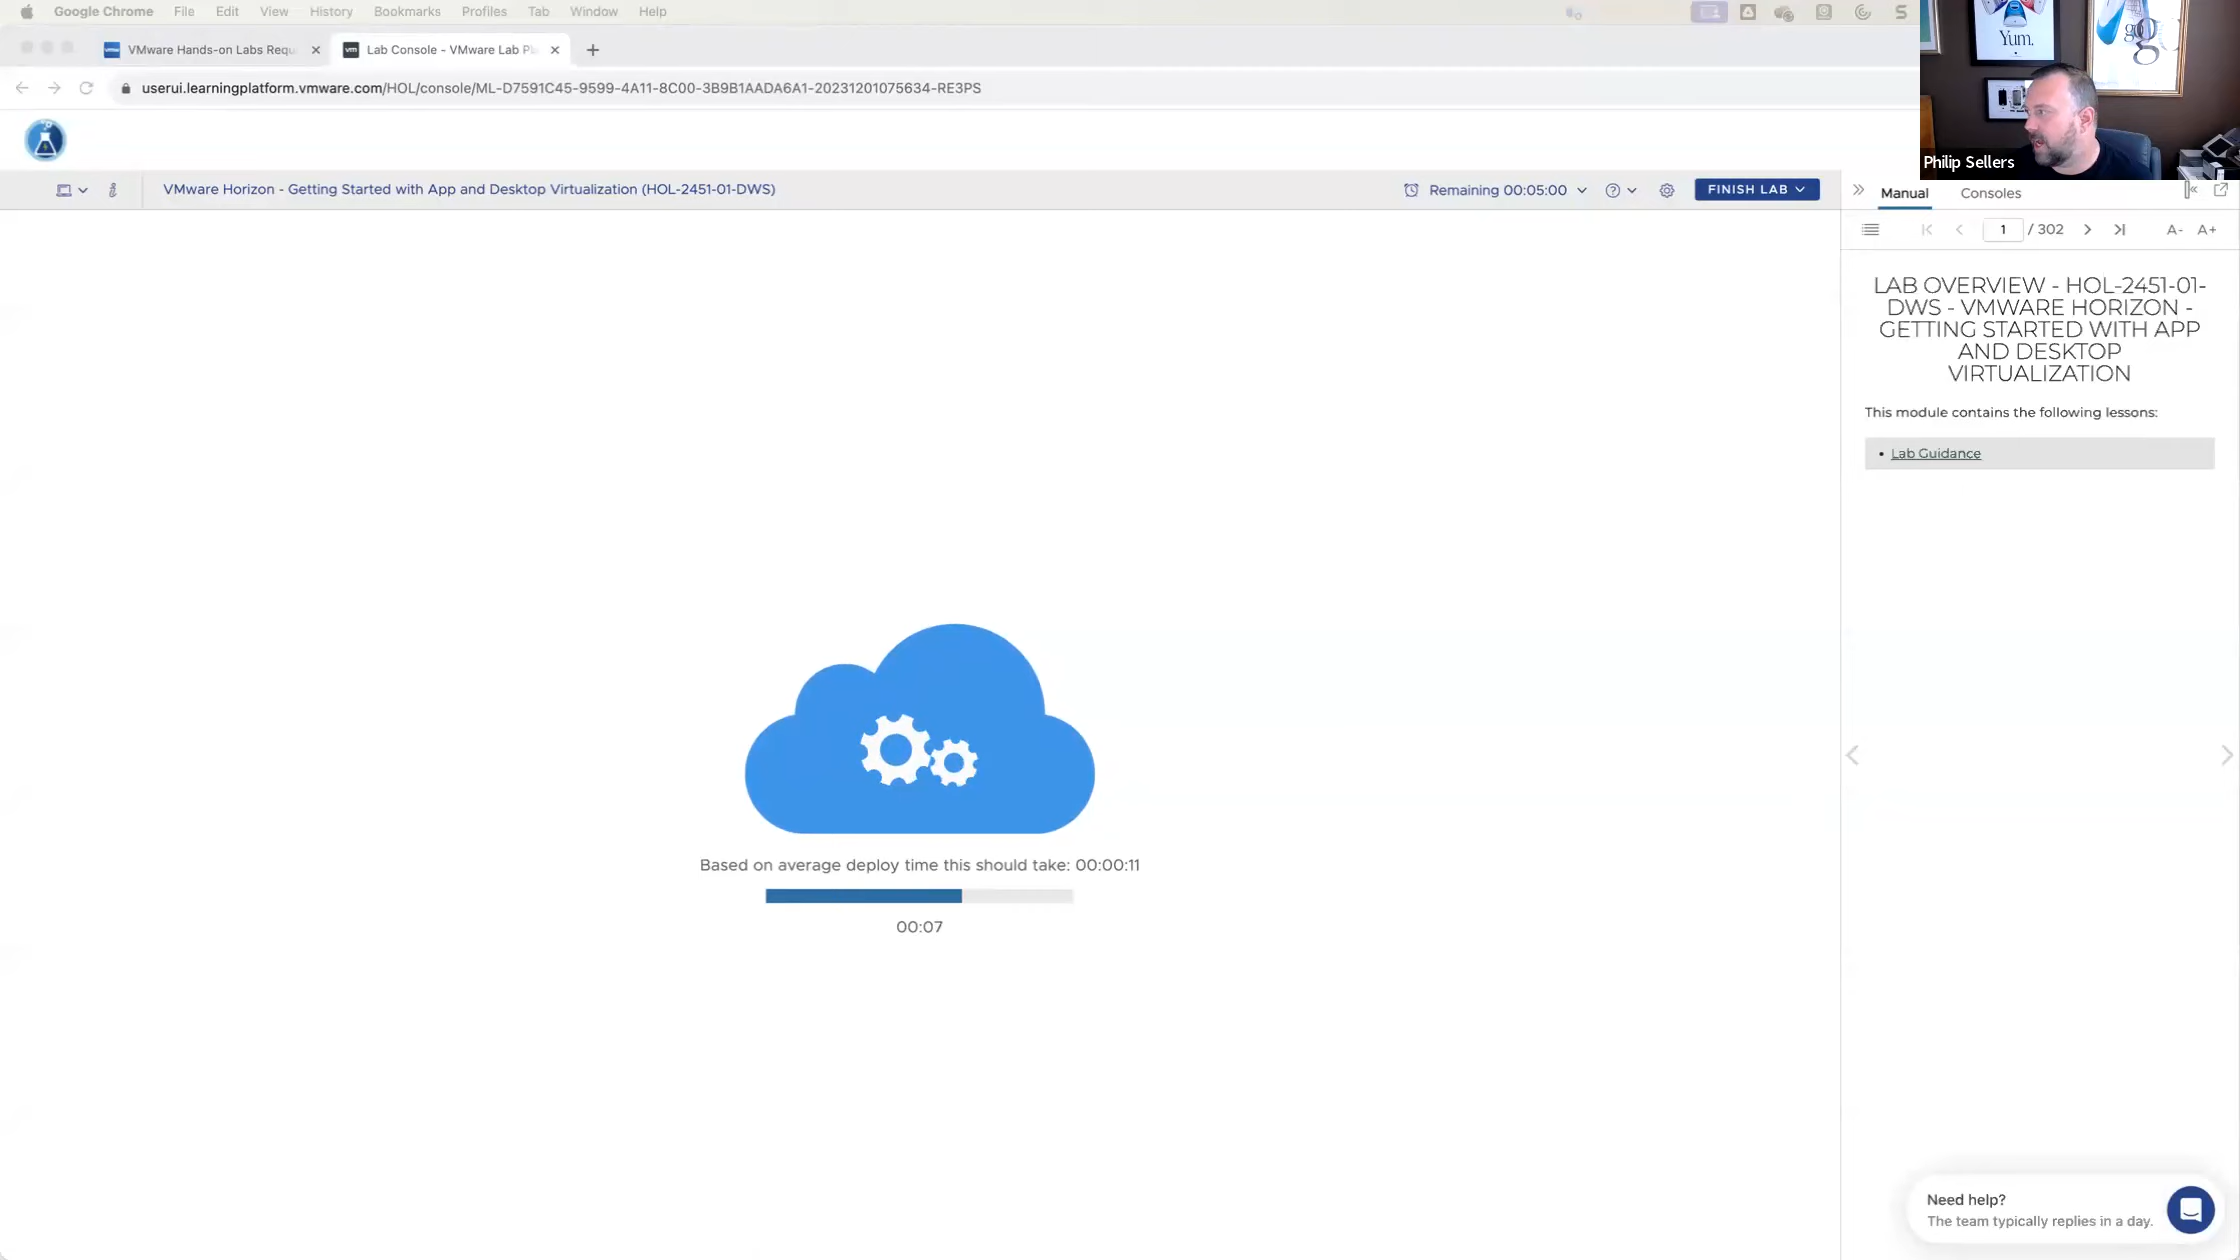 Google Chrome File Edit View History Bookmarks Profiles Tab Window Help
VMware Hands-on Labs Requ
Lab Console - VMware Lab Pl
userui.learningplatform.vmware.com/HOL/console/ML-D7591C45-9599-4A11-8C00-3B9B1AADA6A1-20231201075634-RE3PS
Yum.
Philip Sellers
VMware Horizon - Getting Started with App and Desktop Virtualization (HOL-2451-01-DWS)
Remaining 00:05:00
FINISH LAB
Manual Consoles
1 / 302 A- A+
LAB OVERVIEW - HOL-2451-01-
DWS - VMWARE HORIZON -
GETTING STARTED WITH APP
AND DESKTOP
VIRTUALIZATION
This module contains the following lessons:
• Lab Guidance
Based on average deploy time this should take: 00:00:11
00:07
Need help?
The team typically replies in a day.